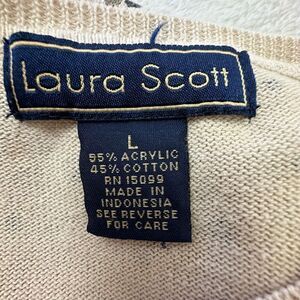 Laura Scott
L
55% ACRYLIC
45% COTTON
RN 15099
MADE IN
INDONESIA
SEE REVERSE
FOR CARE